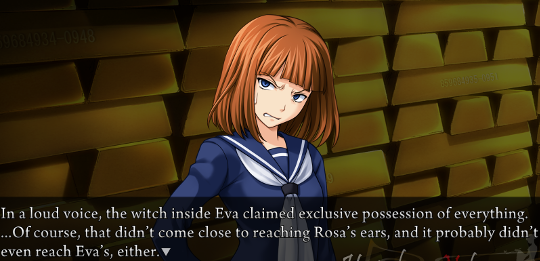 In a loud voice, the witch inside Eva claimed exclusive possession of everything.
...Of course, that didn't come close to reaching Rosa's ears, and it probably didn't
even reach Eva's, either.▼